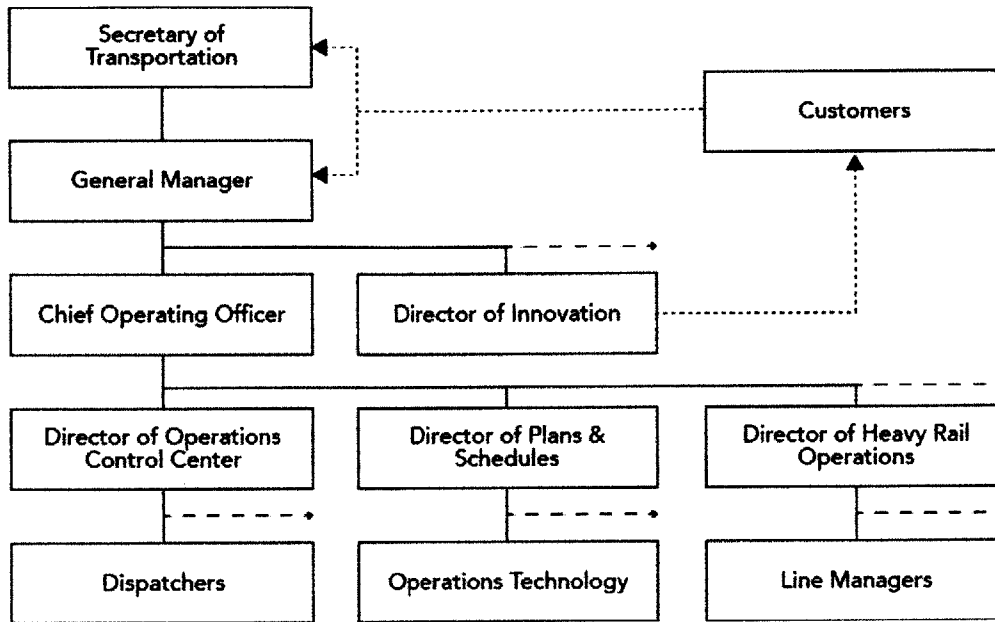 Secretary of
Transportation
Customers
General Manager
Chief Operating Officer
Director of Innovation
Director of Operations
Control Center
Director of Plans &
Schedules
Director of Heavy Rail
Operations
Dispatchers
Operations Technology
Line Managers